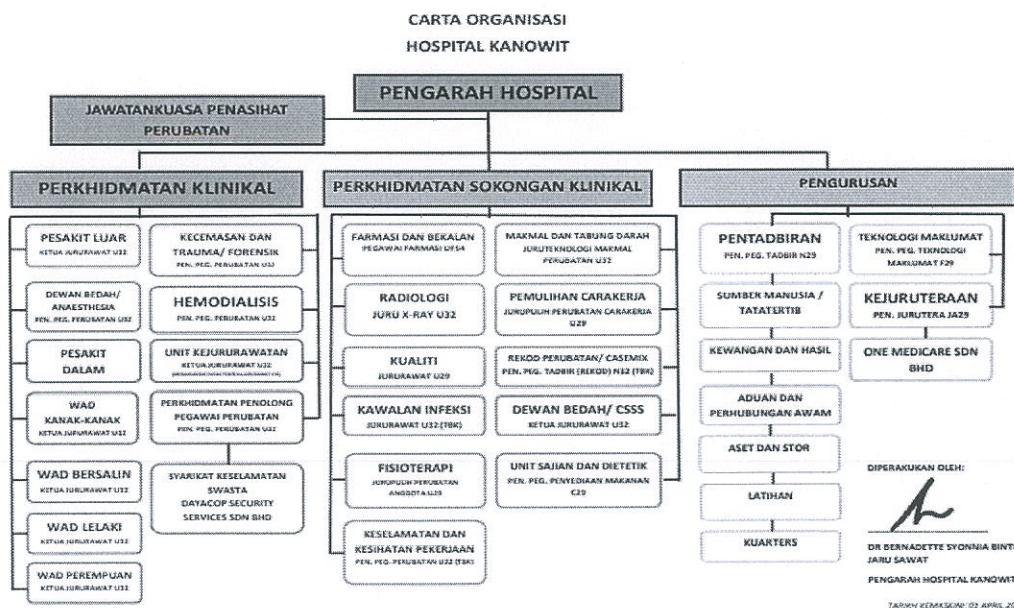 CARTA ORGANISASI
HOSPITAL KANOWIT
PENGARAH HOSPITAL
JAWATANKUASA PENASIHAT
PERUBATAN
PERKHIDMATAN KLINIKAL
PESAKIT LUAR
KETUA JURURAWAT U32
DEWAN BEDAH/
ANAESTHESIA
PEN. PEG. PERUBATAN U32
PESAKIT
DALAM
WAD
KANAK-KANAK
KETUA JURURAWAT U32
WAD BERSALIN
KETUA JURURAWAT U32
WAD LELAKI
KETUA JURURAWAT U32
WAD PEREMPUAN
KETUA JURURAWAT U32
KECEMASAN DAN
TRAUMA/ FORENSIK
PEN. PEG. PERUBATAN U32
HEMODIALISIS
PEN. PEG. PERUBATAN U32
UNIT KEJURURAWATAN
KETUA JURURAWAT U32
PERKHIDMATAN PENOLONG
PEGAWAI PERUBATAN
PEN. PEG. PERUBATAN U32
SYARIKAT KESELAMATAN
SWASTA
DAYACOP SECURITY
SERVICES SDN BHD
PERKHIDMATAN SOKONGAN KLINIKAL
FARMASI DAN BEKALAN
PEGAWAI FARMASI UF54
RADIOLOGI
JURU X-RAY U32
KUALITI
JURURAWAT U29
KAWALAN INFEKSI
JURURAWAT U32 (TBK)
FISIOTERAPI
JURUPULIH PERUBATAN
ANGGOTA U29
KESELAMATAN DAN
KESIHATAN PEKERJAAN
PEN. PEG. PERUBATAN U32 (TBK)
MAKMAL DAN TABUNG DARAH
JURUTEKNOLOGI MAKMAL
PERUBATAN U32
PEMULIHAN CARAKERJA
JURUPULIH PERUBATAN CARAKERJA
U29
REKOD PERUBATAN/ CASEMIX
PEN. PEG. TADBIR (REKOD) N32 (TBK)
DEWAN BEDAH/ CSSS
KETUA JURURAWAT U32
UNIT SAJIAN DAN DIETETIK
PEN. PEG. PENYEDIAAN MAKANAN
C29
PENGURUSAN
PENTADBIRAN
PEN. PEG. TADBIR N29
SUMBER MANUSIA /
TATATERTIB
KEWANGAN DAN HASIL
ADUAN DAN
PERHUBUNGAN AWAM
ASET DAN STOR
LATIHAN
KUARTERS
TEKNOLOGI MAKLUMAT
PEN. PEG. TEKNOLOGI
MAKLUMAT F29
KEJURUTERAAN
PEN. JURUTERA JA29
ONE MEDICARE SDN
BHD
DIPERAKUKAN OLEH:
DR BERNADETTE SYONNIA BINTI
JARU SAWAT
PENGARAH HOSPITAL KANOWIT
TARIKH KEMASKINI: 01 APRIL 20